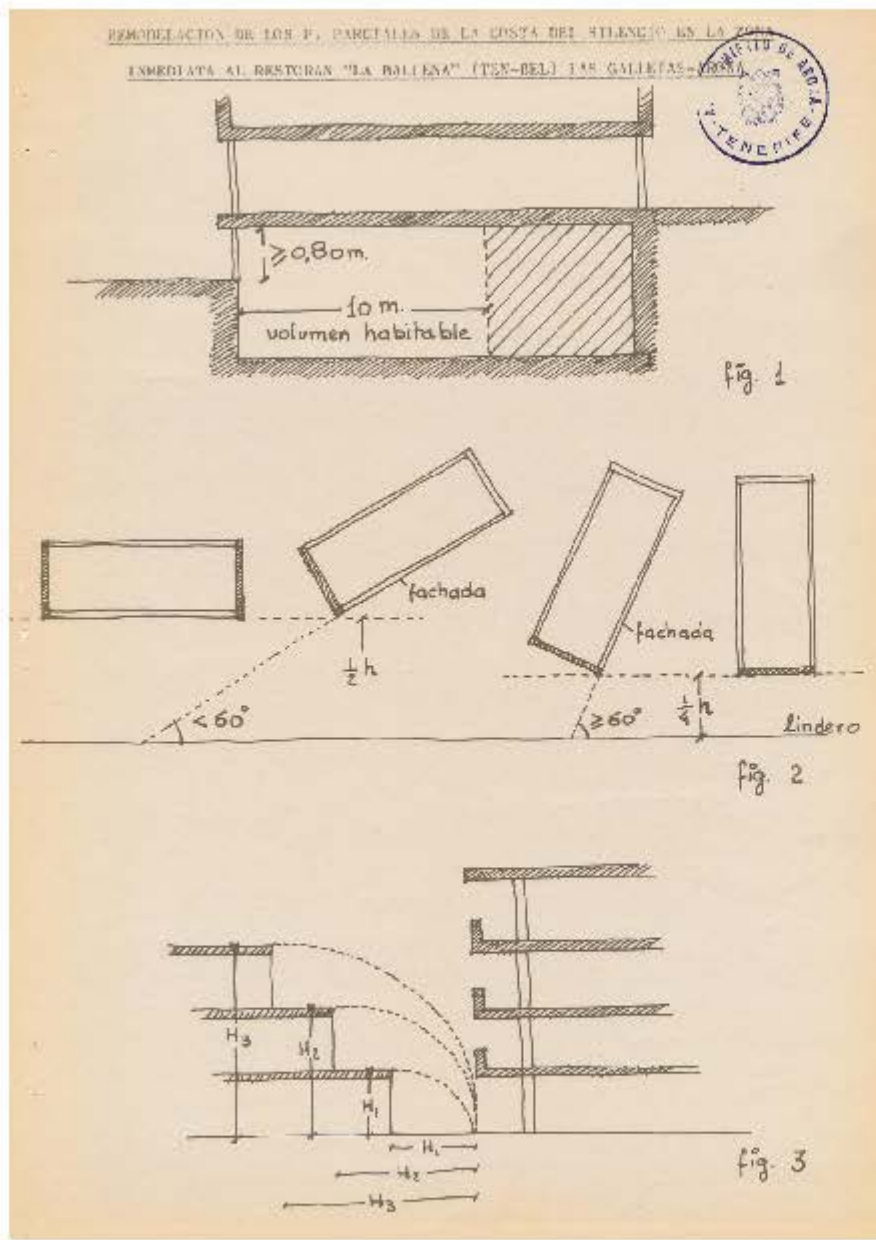 REMODELACION DE LOS P. PARCIALES DE LA COSTA DEL SILENCIO EN LA ZONA
INMEDIATA AL RESTORAN "LA BALLENA" (TEN-BEL) LAS GALLETAS-ARONA
DE ARONA
TENERIFE
≥0,80m.
10 m.
volumen habitable
fig. 1
fachada
fachada
1/2 h
1/4 h
<60°
≥60°
lindero
fig. 2
H3
H2
H1
H1
H2
H3
fig. 3